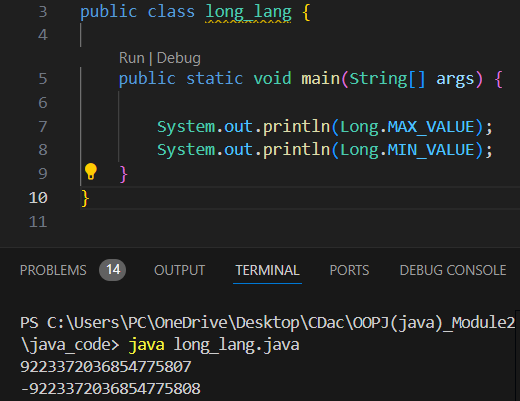 3 public class long_lang {
4
Run | Debug
5 public static void main(String[] args) {
6
7 System.out.println(Long.MAX_VALUE);
8 System.out.println(Long.MIN_VALUE);
9 }
10 }
11
PROBLEMS 14 OUTPUT TERMINAL PORTS DEBUG CONSOLE
PS C:\Users\PC\OneDrive\Desktop\CDac\OOPJ(java)_Module2
\java_code> java long_lang.java
9223372036854775807
-9223372036854775808